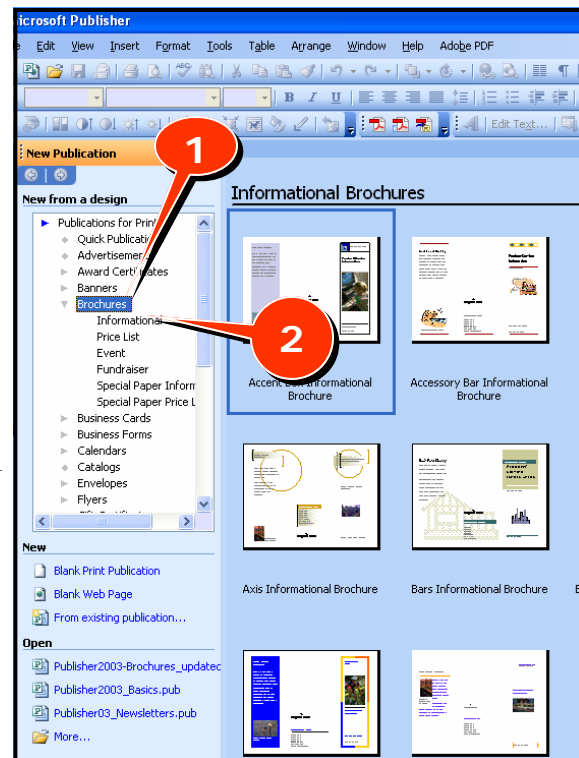 icrosoft Publisher
Edit View Insert Format Tools Table Arrange Window Help Adobe PDF
B I U
Edit Text...
New Publication
1
New from a design
Publications for Print
Quick Publicati
Advertisemen
Award Certificates
Banners
Brochures
Informational
Price List
Event
Fundraiser
Special Paper Inform
Special Paper Price L
Business Cards
Business Forms
Calendars
Catalogs
Envelopes
Flyers
2
New
Blank Print Publication
Blank Web Page
From existing publication...
Open
Publisher2003-Brochures_updated
Publisher2003_Basics.pub
Publisher03_Newsletters.pub
More...
Informational Brochures
Accent Box Informational
Brochure
Accessory Bar Informational
Brochure
Axis Informational Brochure
Bars Informational Brochure